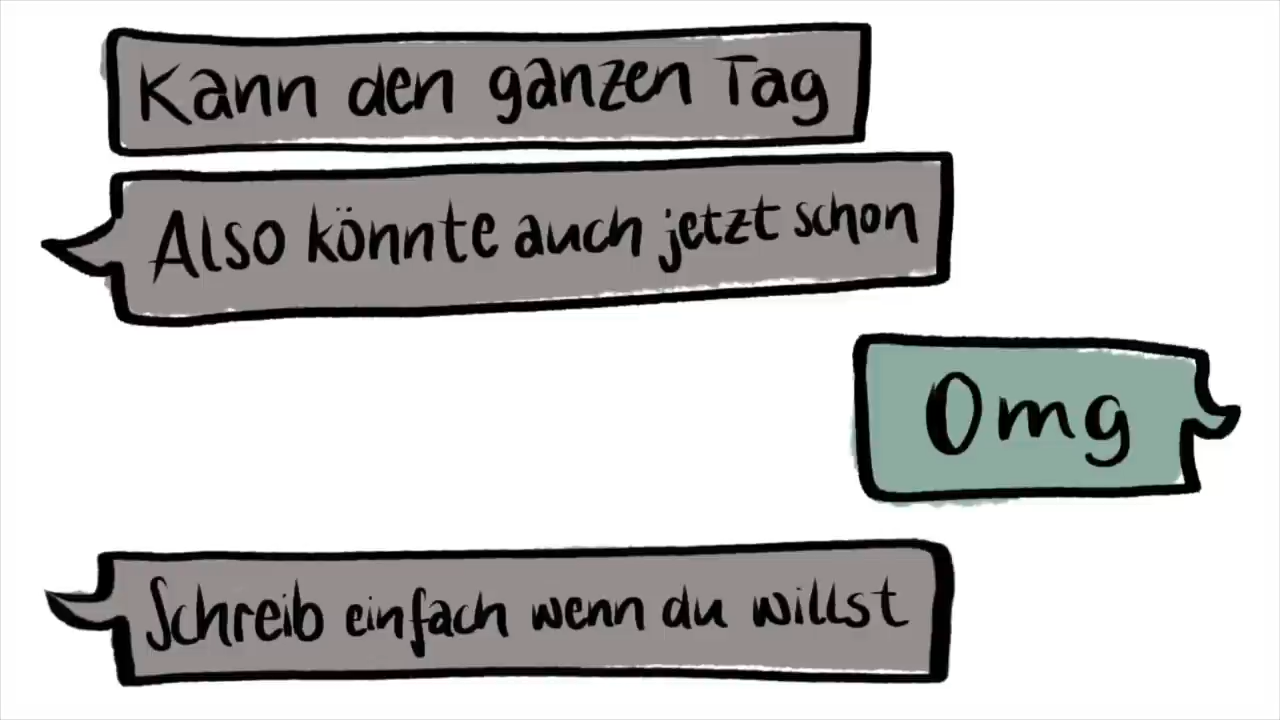 Kann den ganzen Tag
Also könnte auch jetzt schon
Omg
Schreib einfach wenn du willst